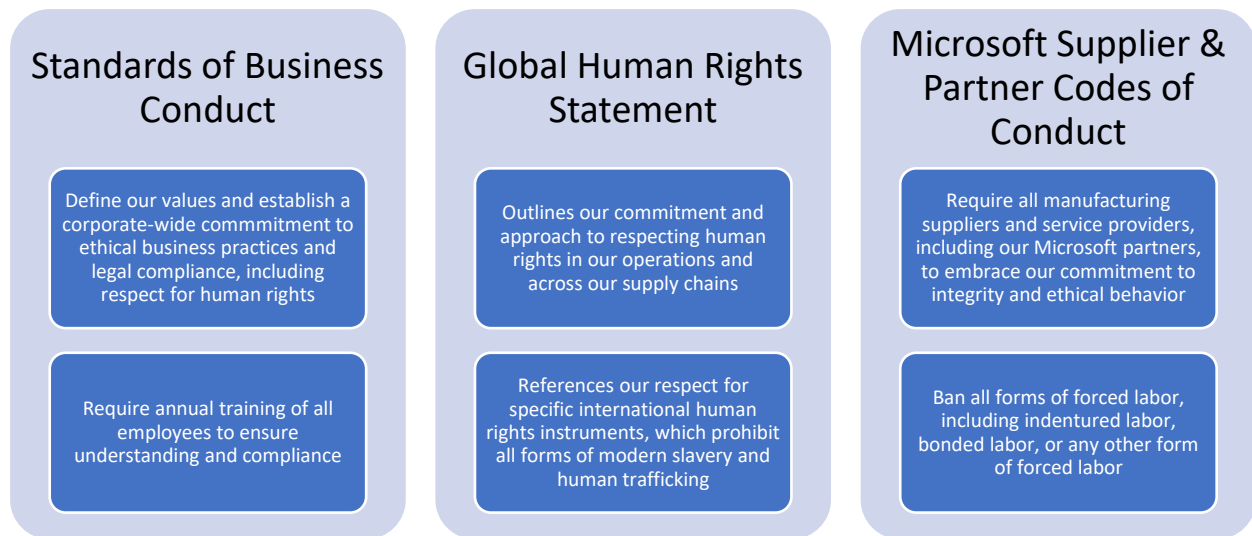 Standards of Business
Conduct
Define our values and establish a
corporate-wide commmitment to
ethical business practices and
legal compliance, including
respect for human rights
Require annual training of all
employees to ensure
understanding and compliance
Global Human Rights
Statement
Outlines our commitment and
approach to respecting human
rights in our operations and
across our supply chains
References our respect for
specific international human
rights instruments, which prohibit
all forms of modern slavery and
human trafficking
Microsoft Supplier &
Partner Codes of
Conduct
Require all manufacturing
suppliers and service providers,
including our Microsoft partners,
to embrace our commitment to
integrity and ethical behavior
Ban all forms of forced labor,
including indentured labor,
bonded labor, or any other form
of forced labor